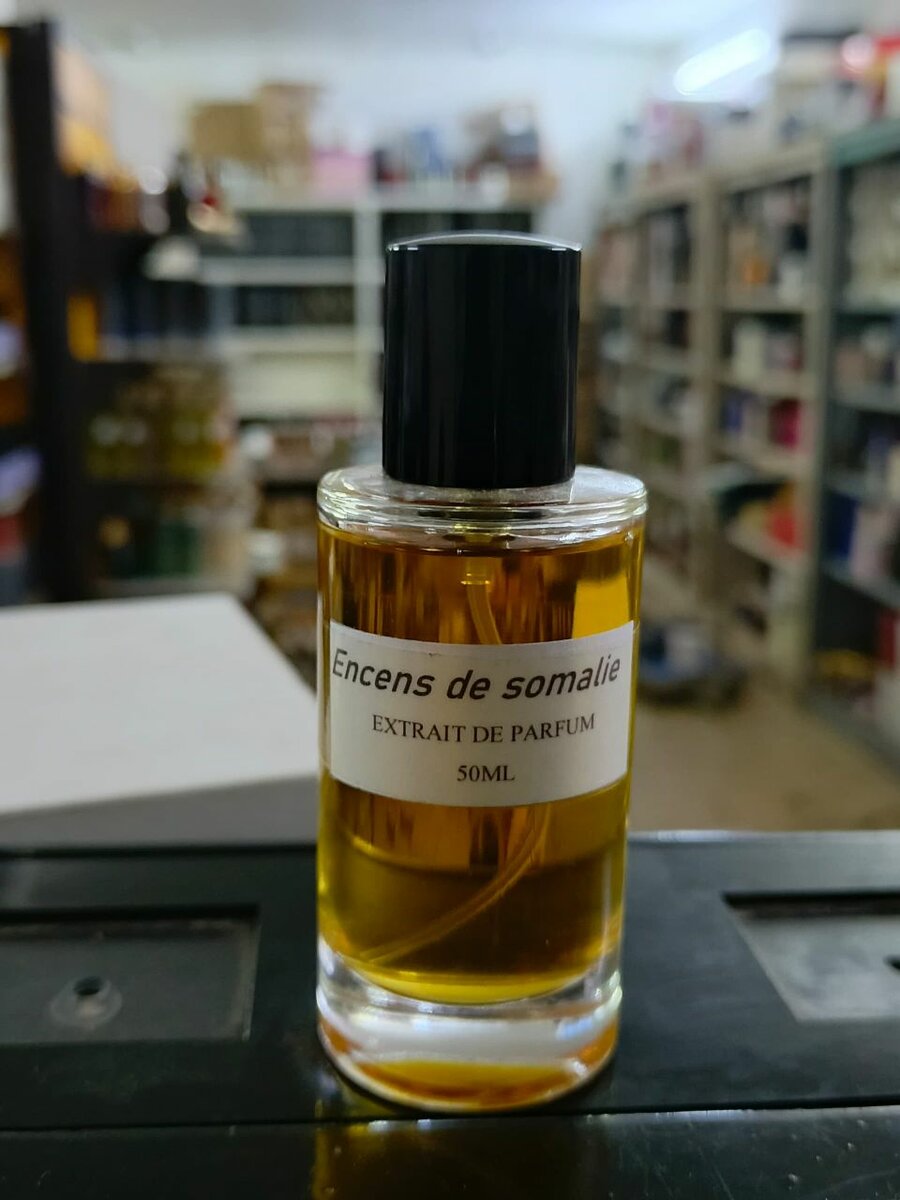 Encens de somalie
EXTRAIT DE PARFUM
50ML